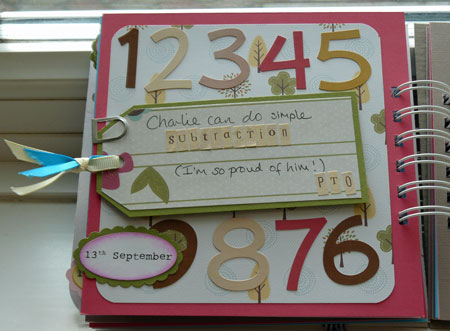 12345
Charlie can do simple
subtraction
(I'm so proud of him!)
PTO
9876
13th September